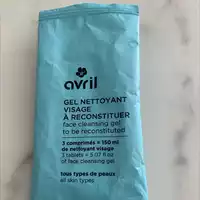 avril
GEL NETTOYANT
VISAGE
À RECONSTITUER
face cleansing gel
to be reconstituted
3 comprimés = 150 ml
de nettoyant visage
3 tablets = 5.07 fl oz
of face cleansing gel
tous types de peaux
all skin types